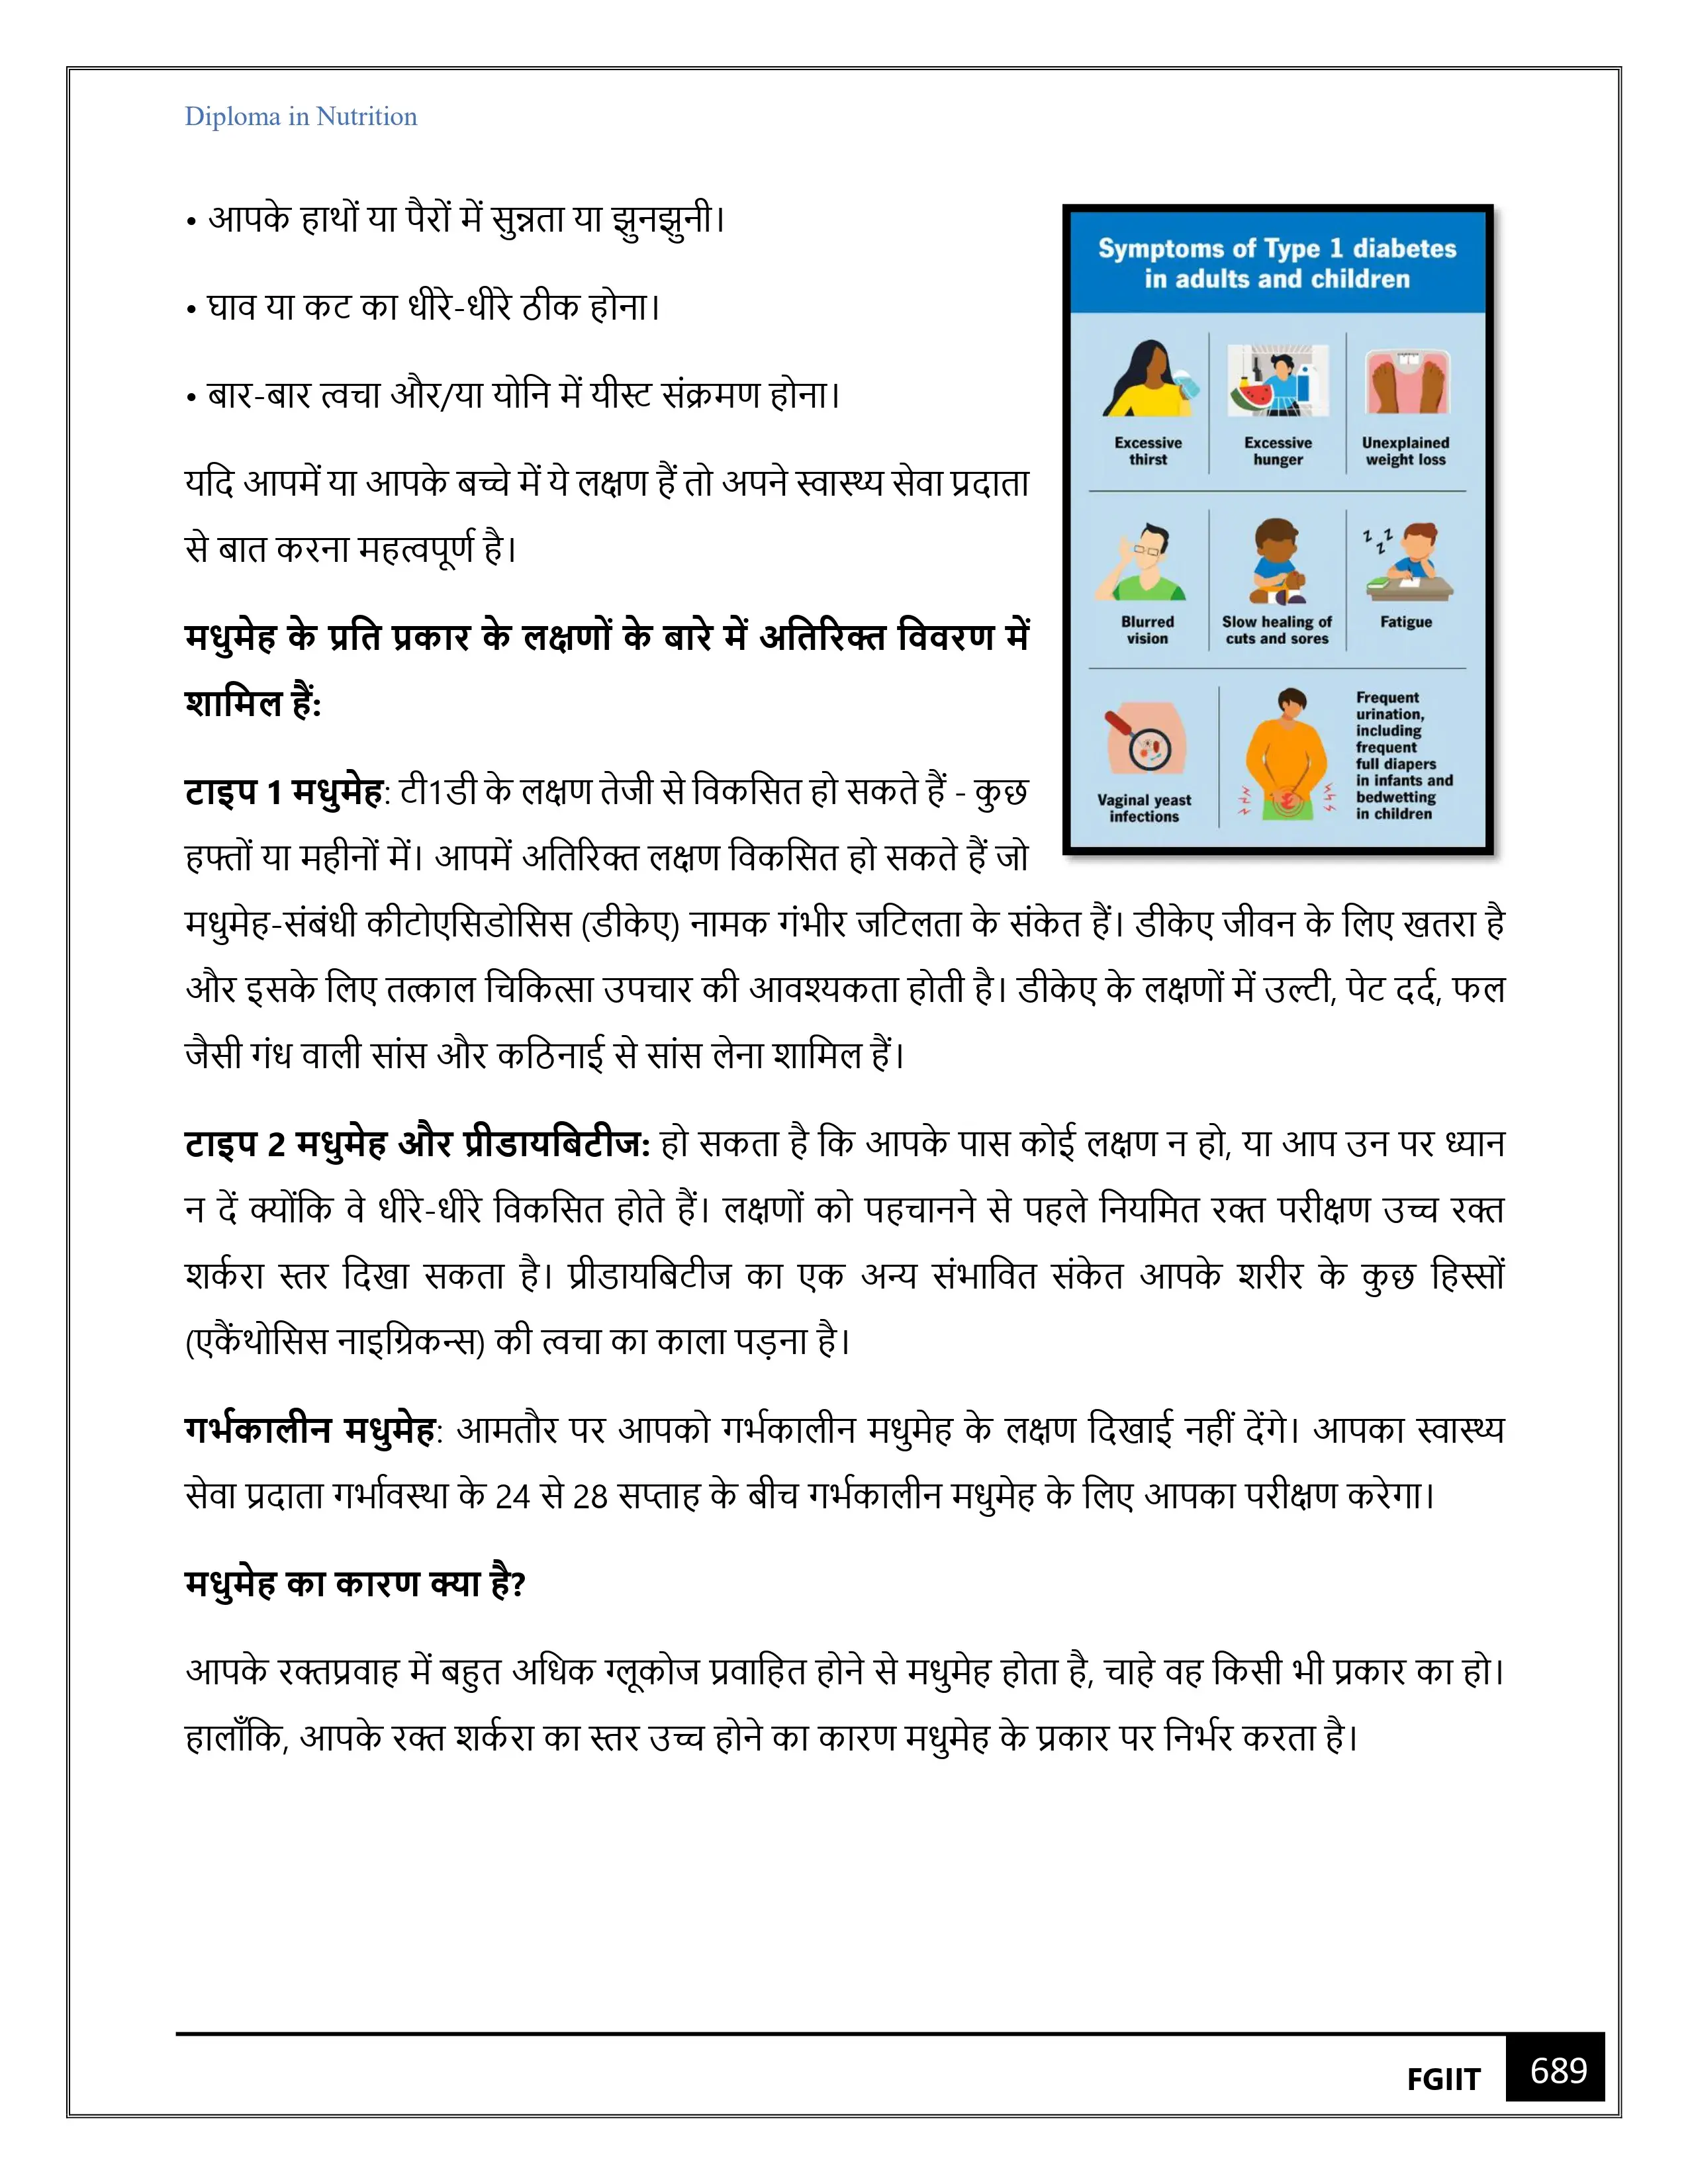 Diploma in Nutrition
• आपके हाथों या पैरों में सुन्नता या झुनझुनी।
• घाव या कट का धीरे-धीरे ठीक होना।
• बार-बार त्वचा और/या योनि में यीस्ट संक्रमण होना।
यदि आपमें या आपके बच्चे में ये लक्षण हैं तो अपने स्वास्थ्य सेवा प्रदाता
से बात करना महत्वपूर्ण है।
मधुमेह के प्रति प्रकार के लक्षणों के बारे में अतिरिक्त विवरण में
शामिल हैं:
टाइप 1 मधुमेह: टी1डी के लक्षण तेजी से विकसित हो सकते हैं - कुछ
हफ्तों या महीनों में। आपमें अतिरिक्त लक्षण विकसित हो सकते हैं जो
मधुमेह-संबंधी कीटोएसिडोसिस (डीकेए) नामक गंभीर जटिलता के संकेत हैं। डीकेए जीवन के लिए खतरा है
और इसके लिए तत्काल चिकित्सा उपचार की आवश्यकता होती है। डीकेए के लक्षणों में उल्टी, पेट दर्द, फल
जैसी गंध वाली सांस और कठिनाई से सांस लेना शामिल हैं।
Symptoms of Type 1 diabetes
in adults and children
Excessive
thirst
Excessive
hunger
Unexplained
weight loss
Blurred
vision
Slow healing of
cuts and sores
z z z
Fatigue
Vaginal yeast
infections
Frequent
urination,
including
frequent
full diapers
in infants and
bedwetting
in children
टाइप 2 मधुमेह और प्रीडायबिटीज: हो सकता है कि आपके पास कोई लक्षण न हो, या आप उन पर ध्यान
न दें क्योंकि वे धीरे-धीरे विकसित होते हैं। लक्षणों को पहचानने से पहले नियमित रक्त परीक्षण उच्च रक्त
शर्करा स्तर दिखा सकता है। प्रीडायबिटीज का एक अन्य संभावित संकेत आपके शरीर के कुछ हिस्सों
(एकैंथोसिस नाइग्रिकन्स) की त्वचा का काला पड़ना है।
गर्भकालीन मधुमेह: आमतौर पर आपको गर्भकालीन मधुमेह के लक्षण दिखाई नहीं देंगे। आपका स्वास्थ्य
सेवा प्रदाता गर्भावस्था के 24 से 28 सप्ताह के बीच गर्भकालीन मधुमेह के लिए आपका परीक्षण करेगा।
मधुमेह का कारण क्या है?
आपके रक्तप्रवाह में बहुत अधिक ग्लूकोज प्रवाहित होने से मधुमेह होता है, चाहे वह किसी भी प्रकार का हो।
हालाँकि, आपके रक्त शर्करा का स्तर उच्च होने का कारण मधुमेह के प्रकार पर निर्भर करता है।
FGIIT 689